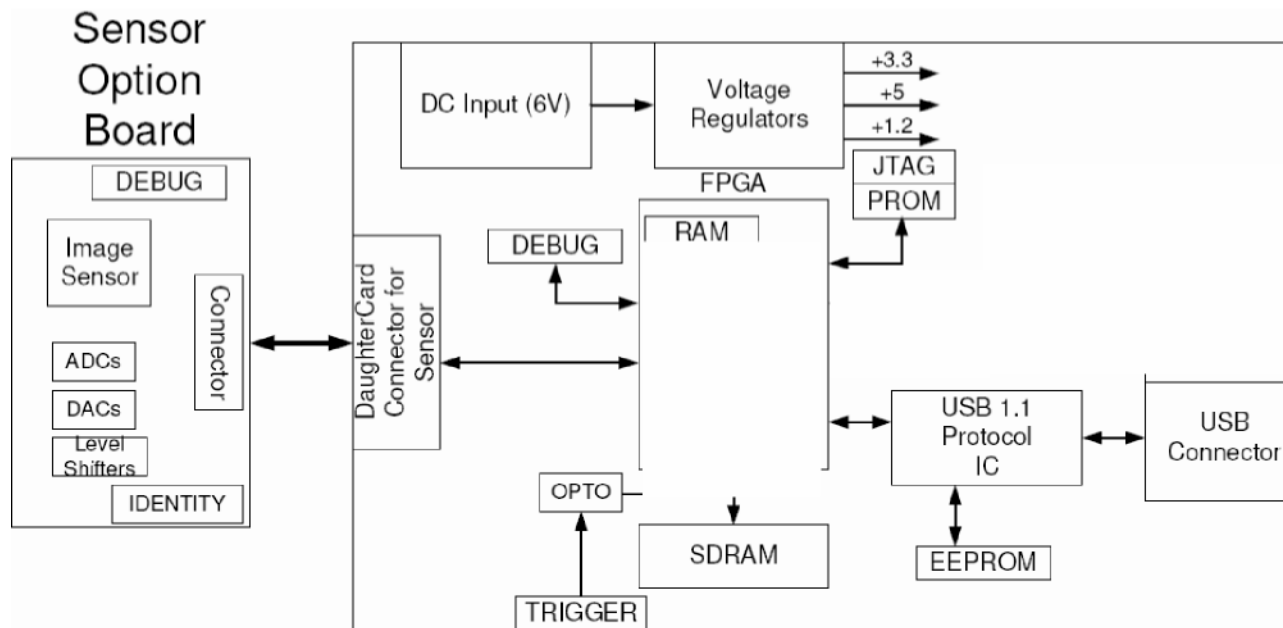 Sensor
Option
Board
DEBUG
Image
Sensor
Connector
ADCs
DACs
Level
Shifters
IDENTITY
DC Input (6V)
Voltage
Regulators
+3.3
+5
+1.2
JTAG
PROM
FPGA
RAM
DEBUG
DaughterCard
Connector for
Sensor
USB 1.1
Protocol
IC
USB
Connector
OPTO
SDRAM
EEPROM
TRIGGER